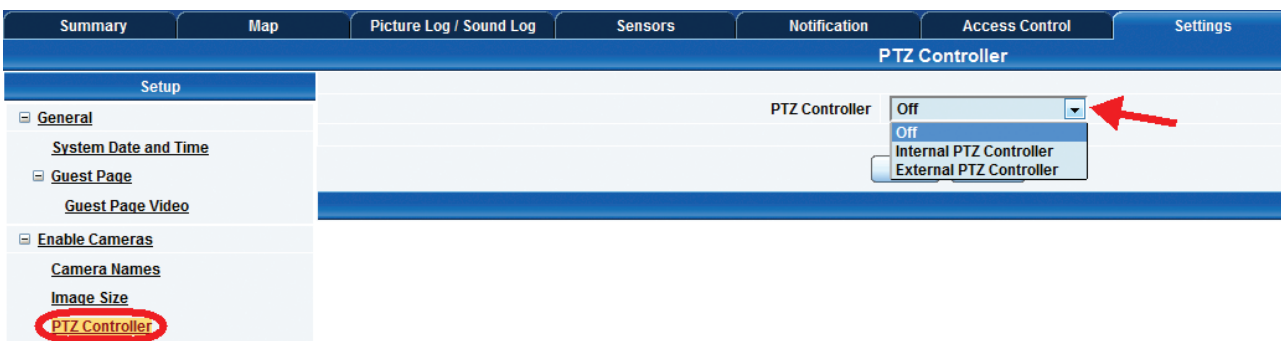 Summary Map Picture Log / Sound Log Sensors Notification Access Control Settings
PTZ Controller
Setup
General
System Date and Time
Guest Page
Guest Page Video
Enable Cameras
Camera Names
Image Size
PTZ Controller
PTZ Controller Off
Off
Internal PTZ Controller
External PTZ Controller